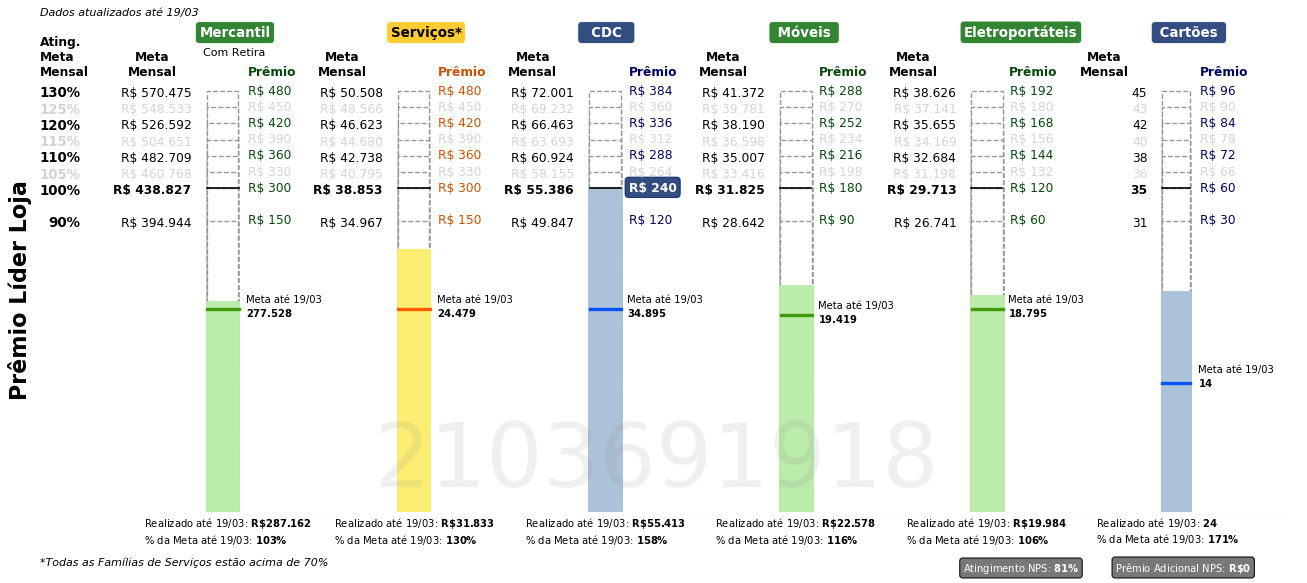 Dados atualizados até 19/03
Mercantil Serviços* CDC Móveis Eletroportáteis Cartões
Com Retira
Ating. Meta Mensal
Meta Mensal Prêmio Meta Mensal Prêmio Meta Mensal Prêmio Meta Mensal Prêmio Meta Mensal Prêmio Meta Mensal Prêmio
130% R$ 570.475 R$ 480 R$ 50.508 R$ 480 R$ 72.001 R$ 384 R$ 41.372 R$ 288 R$ 38.626 R$ 192 45 R$ 96
125% R$ 548.533 R$ 450 R$ 48.566 R$ 450 R$ 69.232 R$ 360 R$ 39.781 R$ 270 R$ 37.141 R$ 180 43 R$ 90
120% R$ 526.592 R$ 420 R$ 46.623 R$ 420 R$ 66.463 R$ 336 R$ 38.190 R$ 252 R$ 35.655 R$ 168 42 R$ 84
115% R$ 504.651 R$ 390 R$ 44.680 R$ 390 R$ 63.693 R$ 312 R$ 36.598 R$ 234 R$ 34.169 R$ 156 40 R$ 78
110% R$ 482.709 R$ 360 R$ 42.738 R$ 360 R$ 60.924 R$ 288 R$ 35.007 R$ 216 R$ 32.684 R$ 144 38 R$ 72
105% R$ 460.768 R$ 330 R$ 40.795 R$ 330 R$ 58.155 R$ 264 R$ 33.416 R$ 198 R$ 31.198 R$ 132 36 R$ 66
100% R$ 438.827 R$ 300 R$ 38.853 R$ 300 R$ 55.386 R$ 240 R$ 31.825 R$ 180 R$ 29.713 R$ 120 35 R$ 60
90% R$ 394.944 R$ 150 R$ 34.967 R$ 150 R$ 49.847 R$ 120 R$ 28.642 R$ 90 R$ 26.741 R$ 60 31 R$ 30
Prêmio Líder Loja
Meta até 19/03 Meta até 19/03 Meta até 19/03 Meta até 19/03 Meta até 19/03
277.528 24.479 34.895 19.419 18.795
Meta até 19/03
14
2103691918
Realizado até 19/03: R$287.162 Realizado até 19/03: R$31.833 Realizado até 19/03: R$55.413 Realizado até 19/03: R$22.578 Realizado até 19/03: R$19.984 Realizado até 19/03: 24
% da Meta até 19/03: 103% % da Meta até 19/03: 130% % da Meta até 19/03: 158% % da Meta até 19/03: 116% % da Meta até 19/03: 106% % da Meta até 19/03: 171%
*Todas as Famílias de Serviços estão acima de 70%
Atingimento NPS: 81% Prêmio Adicional NPS: R$0